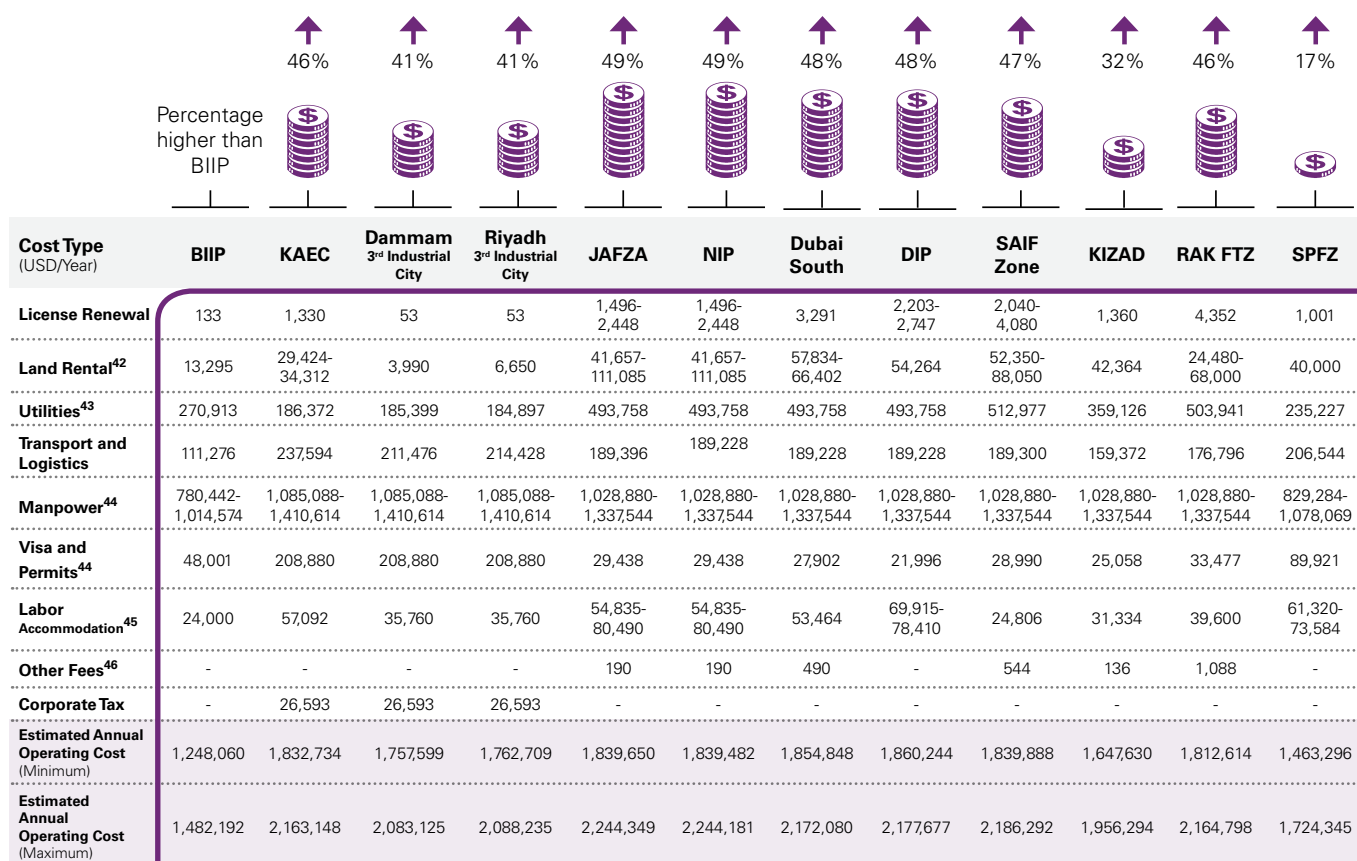 46% 41% 41% 49% 49% 48% 48% 47% 32% 46% 17%
Percentage
higher than
BIIP
$ $ $ $ $ $ $ $ $ $ $
Cost Type
(USD/Year)
BIIP
KAEC
Dammam
3rd Industrial
City
Riyadh
3rd Industrial
City
JAFZA
NIP
Dubai
South
DIP
SAIF
Zone
KIZAD
RAK FTZ
SPFZ
License Renewal 133 1,330 53 53 1,496-2,448 1,496-2,448 3,291 2,203-2,747 2,040-4,080 1,360 4,352 1,001
Land Rental42 13,295 29,424-34,312 3,990 6,650 41,657-111,085 41,657-111,085 57,834-66,402 54,264 52,350-88,050 42,364 24,480-68,000 40,000
Utilities43 270,913 186,372 185,399 184,897 493,758 493,758 493,758 493,758 512,977 359,126 503,941 235,227
Transport and
Logistics
111,276 237,594 211,476 214,428 189,396 189,228 189,228 189,228 189,300 159,372 176,796 206,544
Manpower44 780,442-1,014,574 1,085,088-1,410,614 1,085,088-1,410,614 1,085,088-1,410,614 1,028,880-1,337,544 1,028,880-1,337,544 1,028,880-1,337,544 1,028,880-1,337,544 1,028,880-1,337,544 1,028,880-1,337,544 1,028,880-1,337,544 829,284-1,078,069
Visa and
Permits44
48,001 208,880 208,880 208,880 29,438 29,438 27,902 21,996 28,990 25,058 33,477 89,921
Labor
Accommodation45
24,000 57,092 35,760 35,760 54,835-80,490 54,835-80,490 53,464 69,915-78,410 24,806 31,334 39,600 61,320-73,584
Other Fees46 - - - - 190 190 490 - 544 136 1,088 -
Corporate Tax - 26,593 26,593 26,593 - - - - - - - -
Estimated Annual
Operating Cost
(Minimum)
1,248,060 1,832,734 1,757,599 1,762,709 1,839,650 1,839,482 1,854,848 1,860,244 1,839,888 1,647,630 1,812,614 1,463,296
Estimated
Annual
Operating Cost
(Maximum)
1,482,192 2,163,148 2,083,125 2,088,235 2,244,349 2,244,181 2,172,080 2,177,677 2,186,292 1,956,294 2,164,798 1,724,345